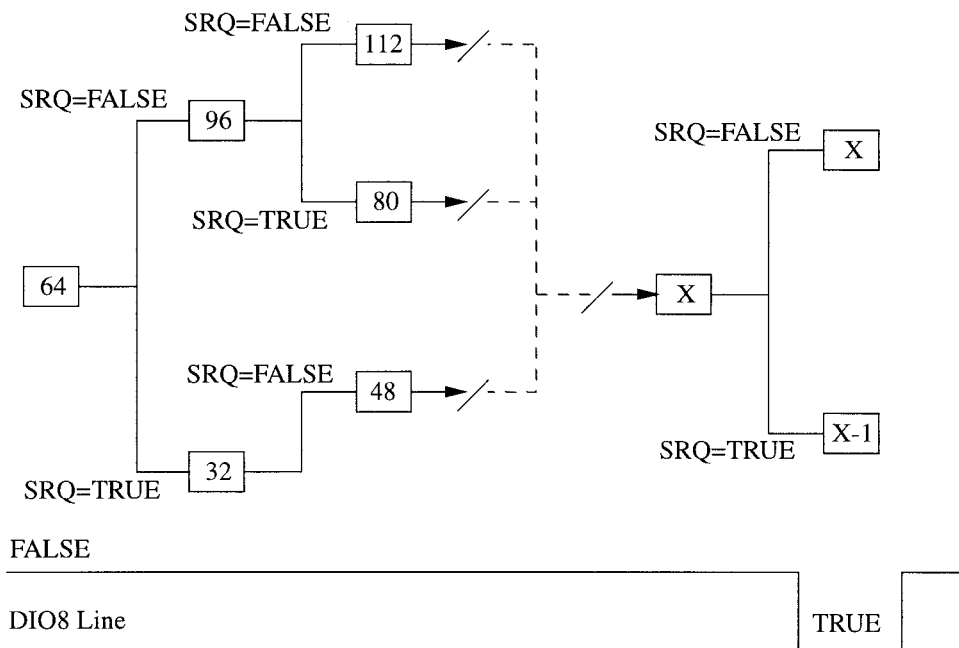 SRQ=FALSE
112
SRQ=FALSE
96
SRQ=FALSE
X
80
SRQ=TRUE
64
X
SRQ=FALSE
48
X-1
SRQ=TRUE
32
SRQ=TRUE
FALSE
DIO8 Line
TRUE